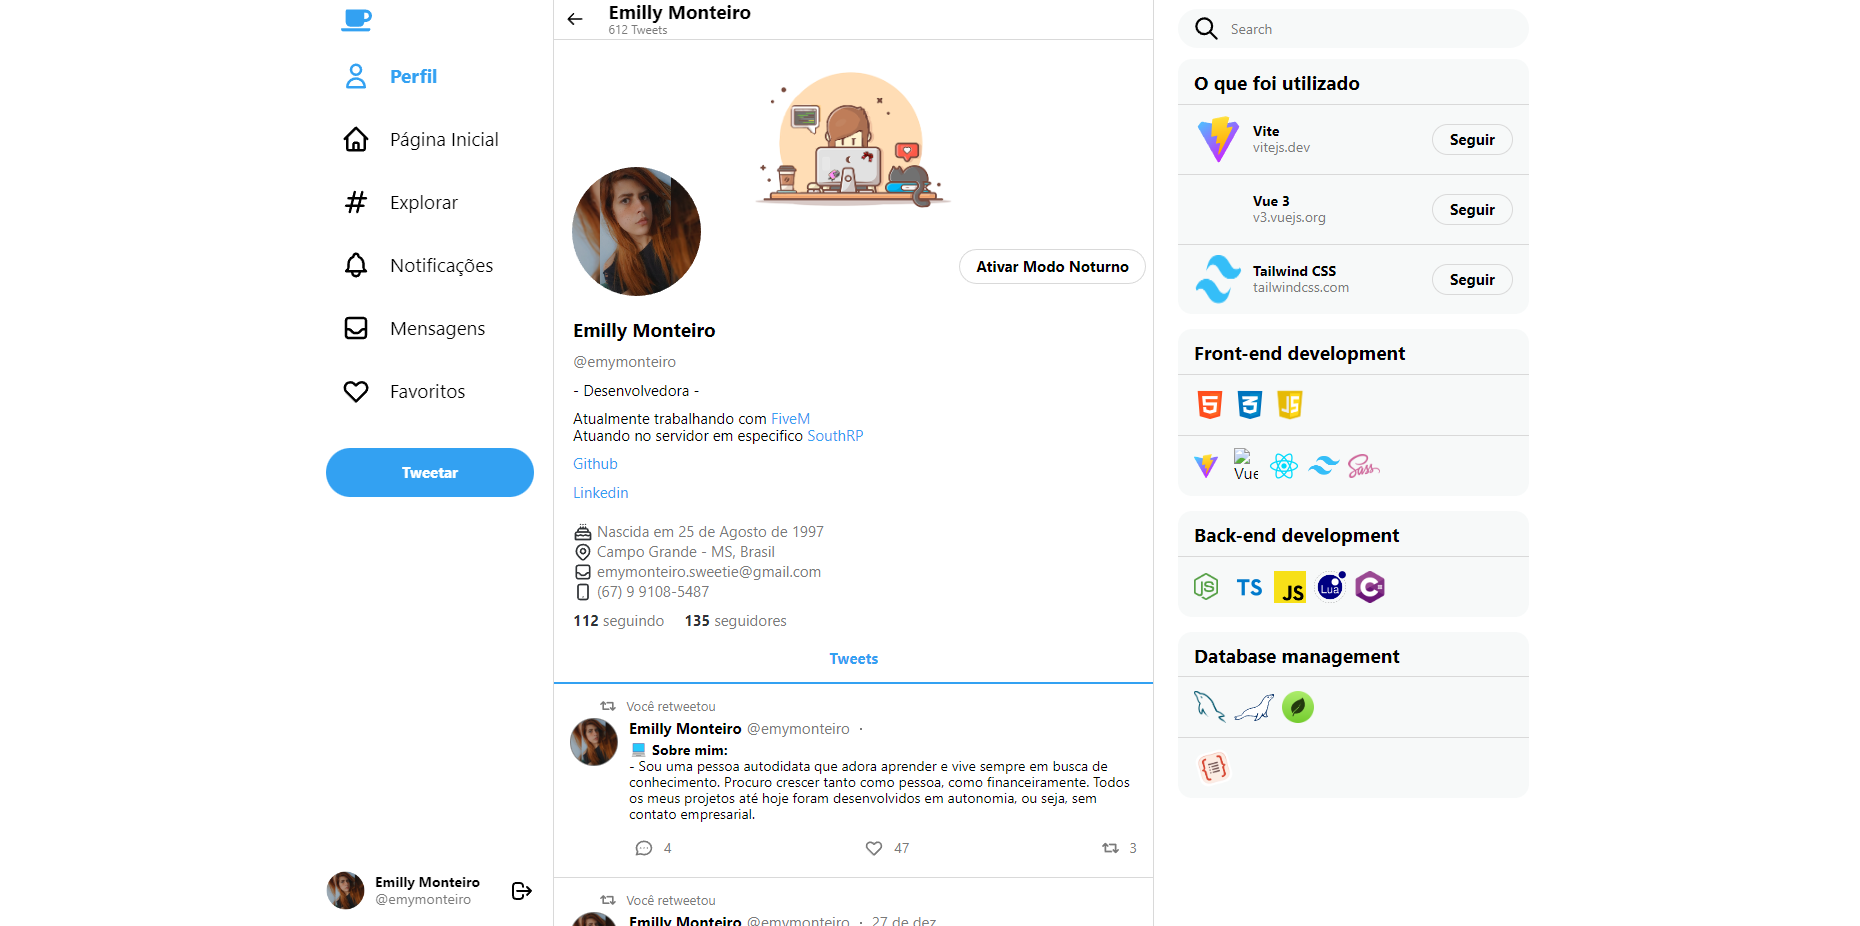 Perfil
Página Inicial
Explorar
Notificações
Mensagens
Favoritos
Tweetar
Emilly Monteiro
@emymonteiro
Emilly Monteiro
612 Tweets
Ativar Modo Noturno
Emilly Monteiro
@emymonteiro
- Desenvolvedora -
Atualmente trabalhando com FiveM
Atuando no servidor em especifico SouthRP
Github
Linkedin
Nascida em 25 de Agosto de 1997
Campo Grande - MS, Brasil
emymonteiro.sweetie@gmail.com
(67) 9 9108-5487
112 seguindo 135 seguidores
Tweets
Você retweetou
Emilly Monteiro @emymonteiro ·
Sobre mim:
- Sou uma pessoa autodidata que adora aprender e vive sempre em busca de
conhecimento. Procuro crescer tanto como pessoa, como financeiramente. Todos
os meus projetos até hoje foram desenvolvidos em autonomia, ou seja, sem
contato empresarial.
4 47 3
Você retweetou
Emilly Monteiro @emymonteiro · 27 de dez
Search
O que foi utilizado
Vite
vitejs.dev
Seguir
Vue 3
v3.vuejs.org
Seguir
Tailwind CSS
tailwindcss.com
Seguir
Front-end development
5 3 JS
Vue Sass
Back-end development
JS TS JS Lua C
Database management